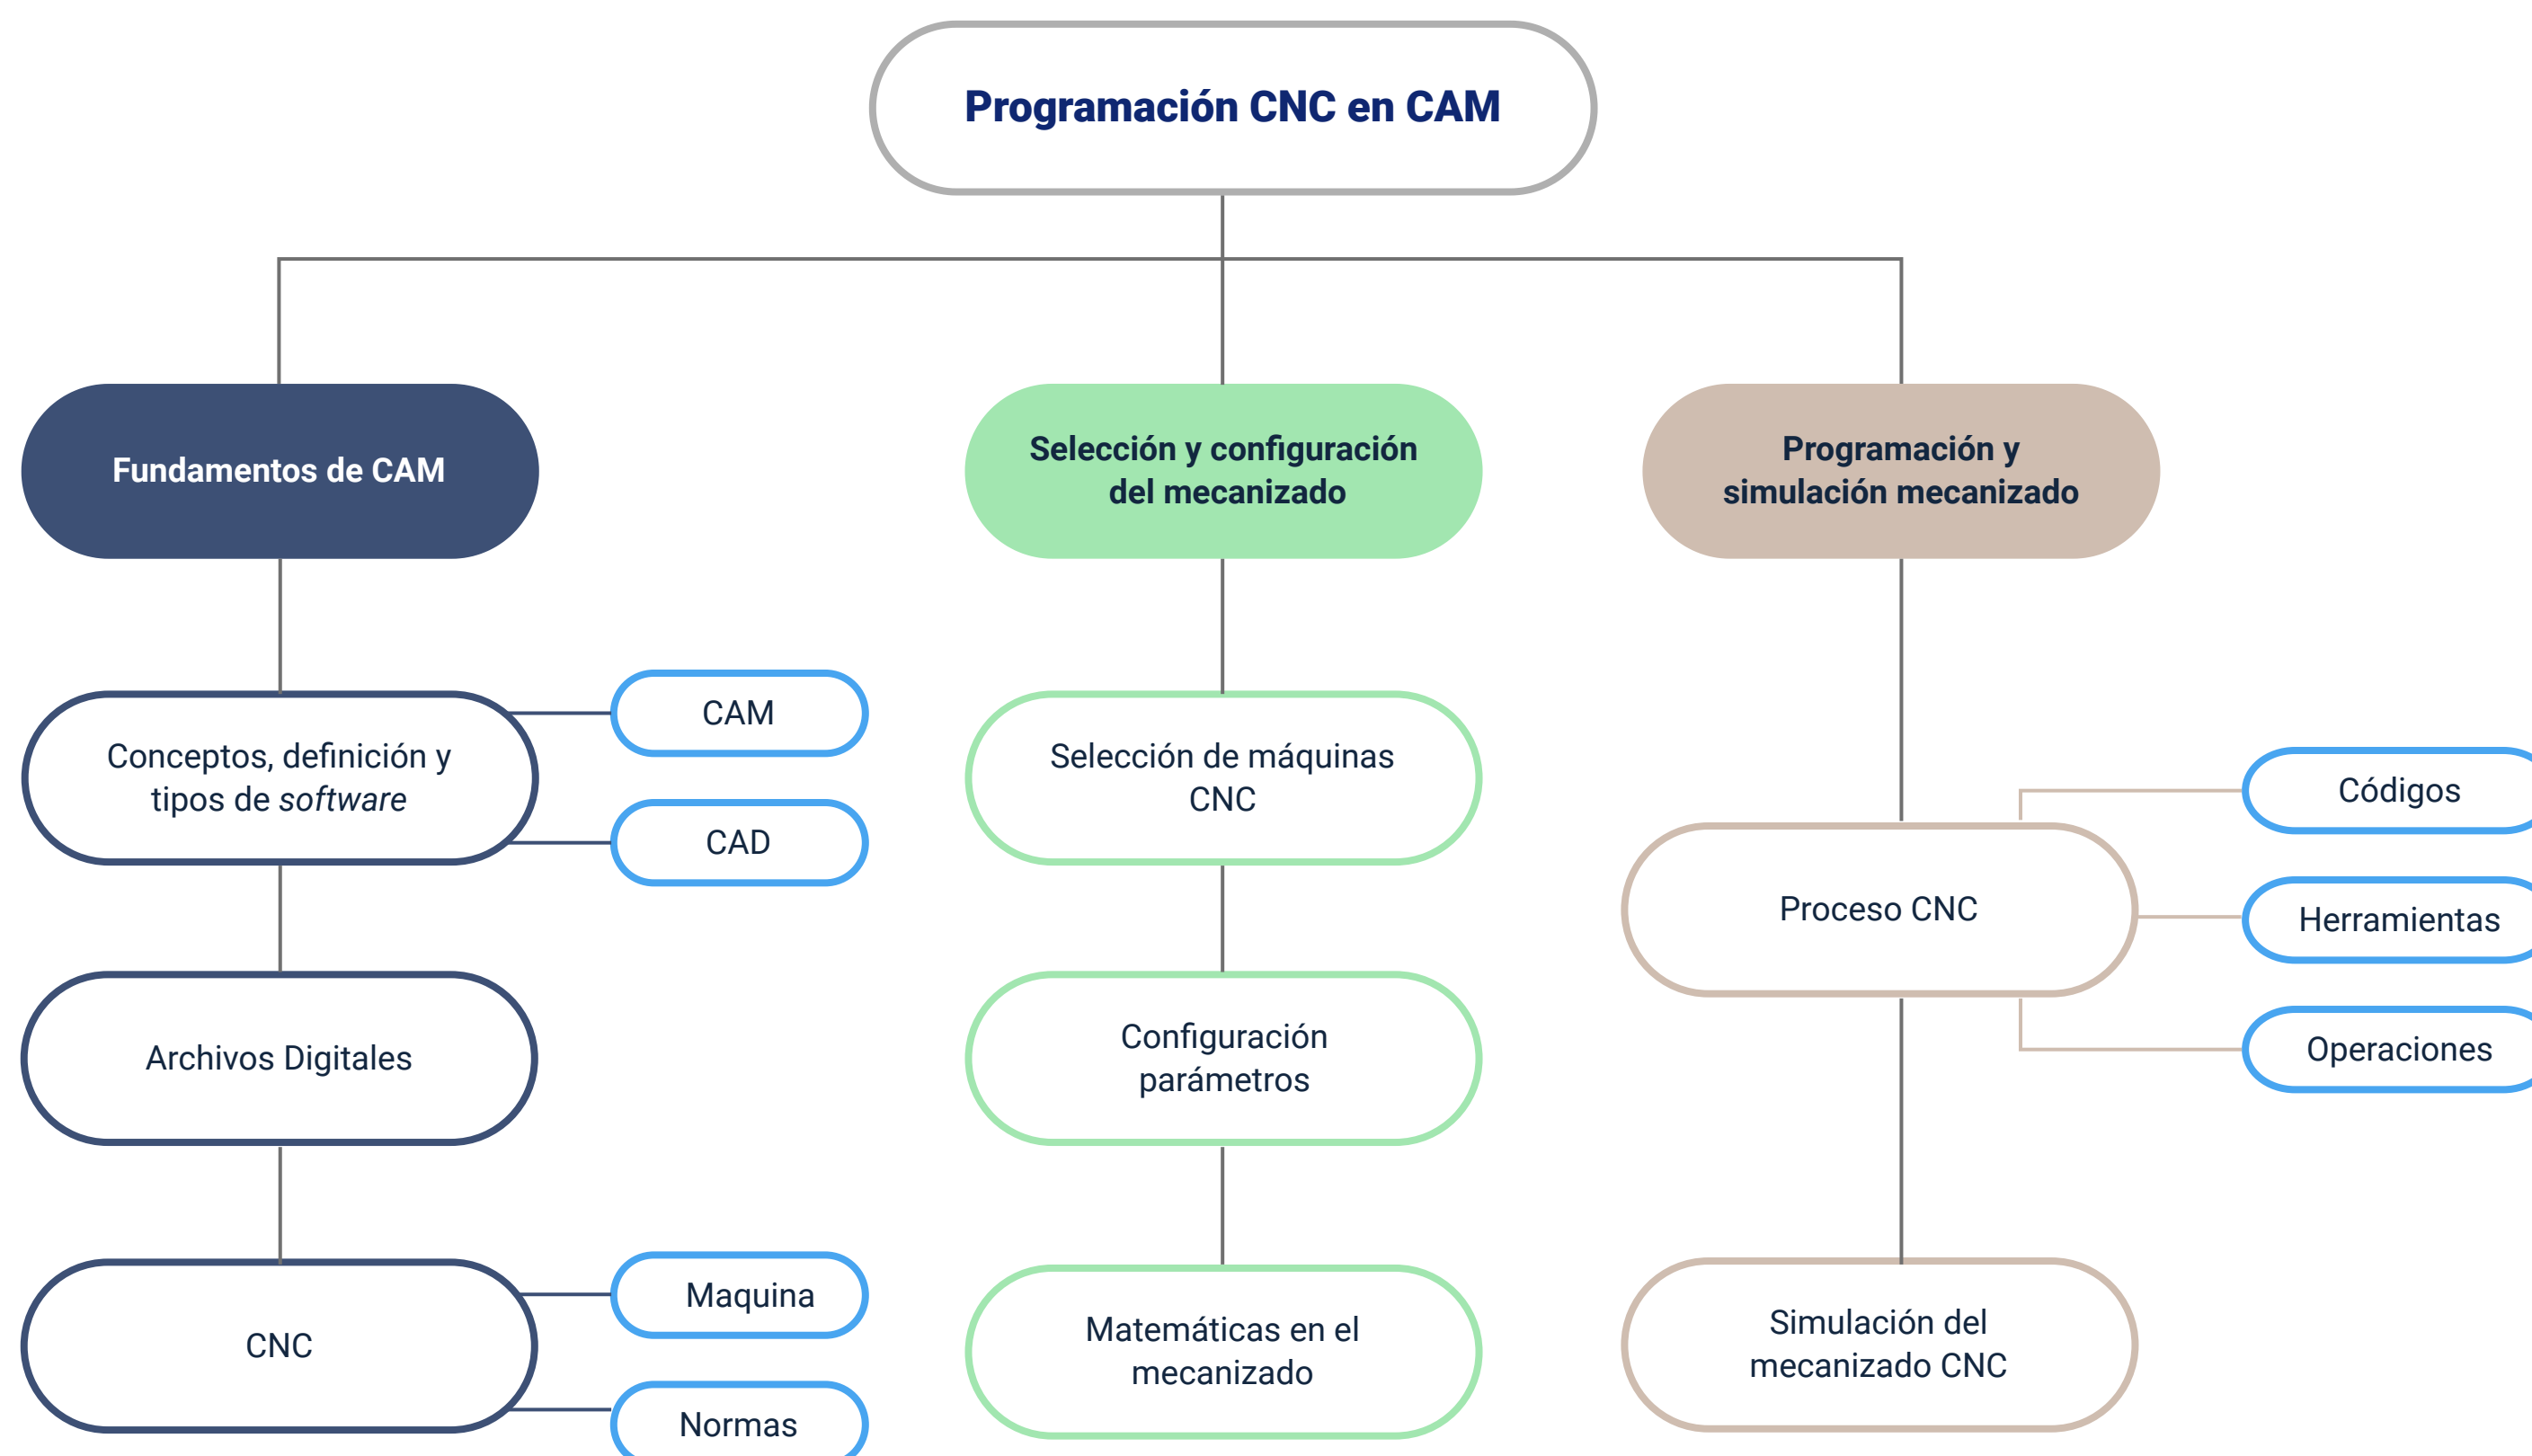 Programación CNC en CAM
Fundamentos de CAM
Selección y configuración
del mecanizado
Programación y
simulación mecanizado
Conceptos, definición y
tipos de software
CAM
CAD
Archivos Digitales
CNC
Maquina
Normas
Selección de máquinas
CNC
Configuración
parámetros
Matemáticas en el
mecanizado
Proceso CNC
Códigos
Herramientas
Operaciones
Simulación del
mecanizado CNC